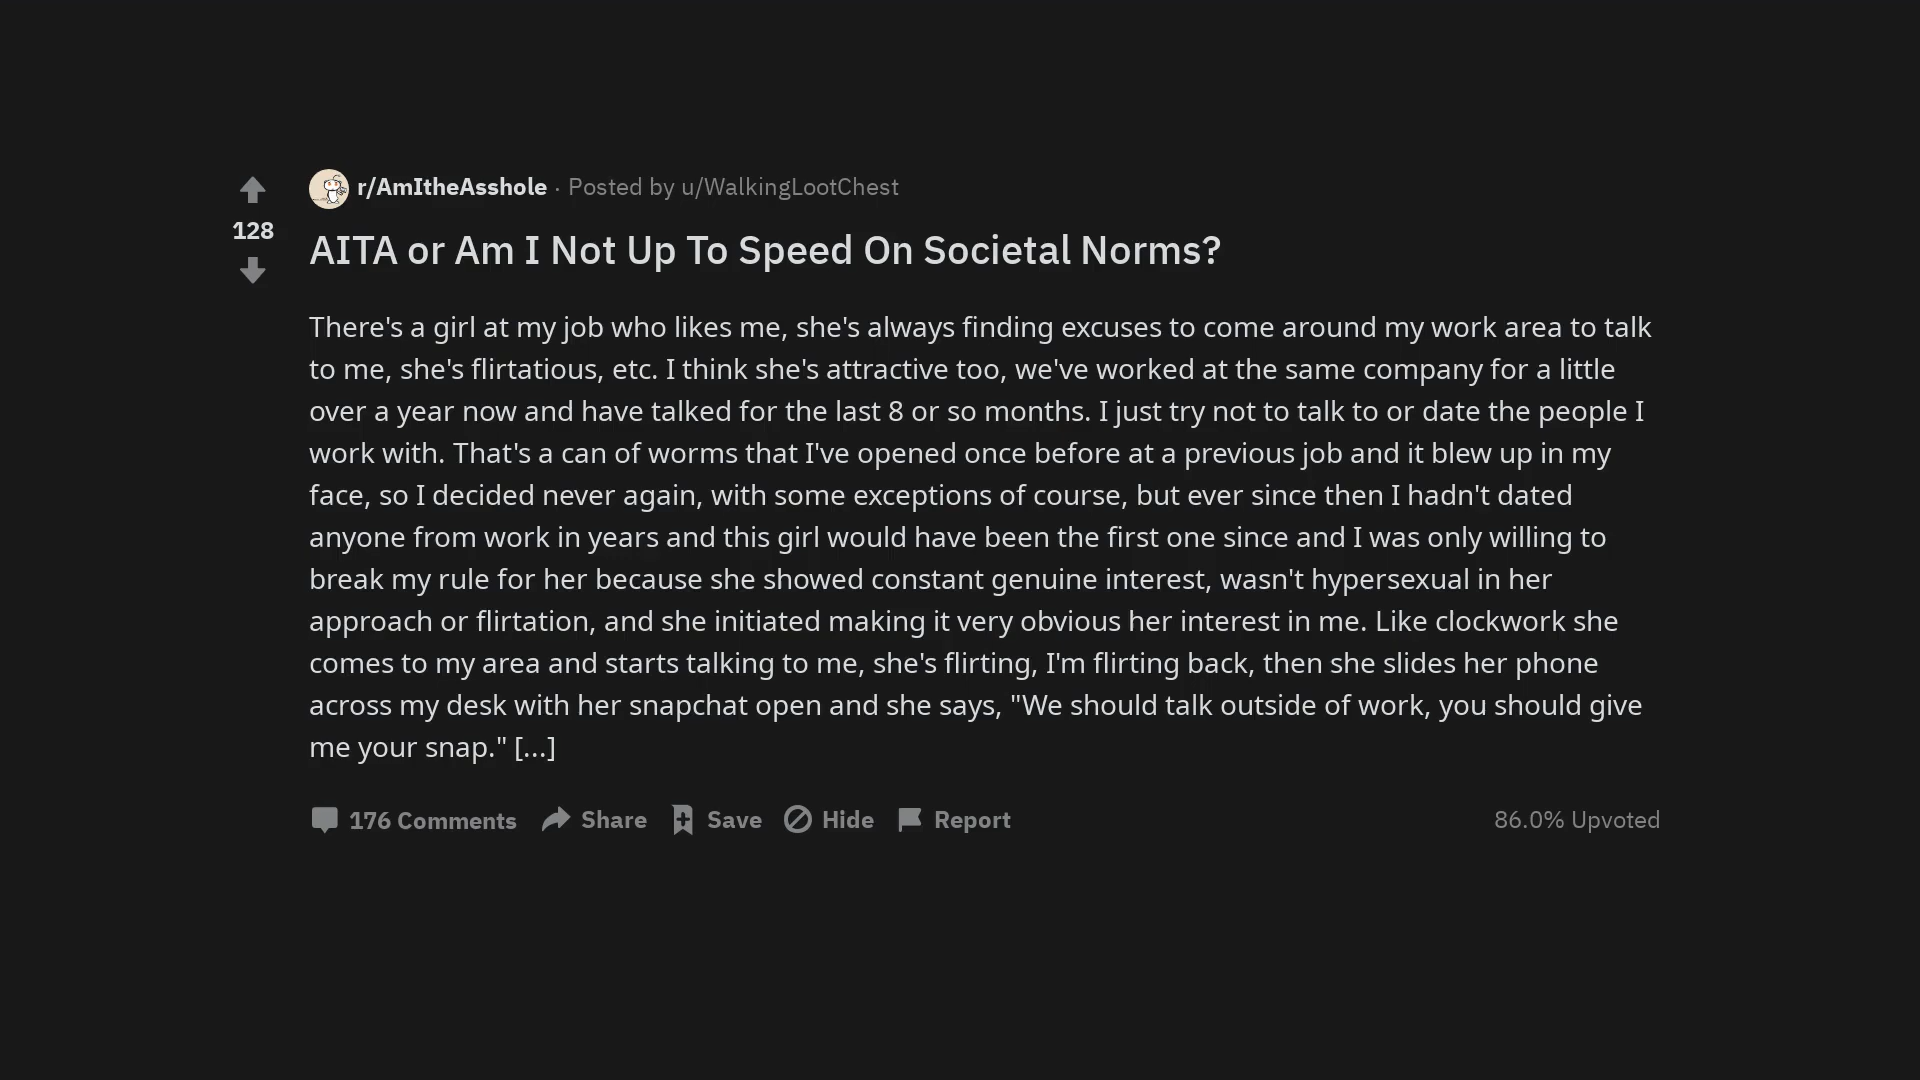 r/AmItheAsshole · Posted by u/WalkingLootChest
128
AITA or Am I Not Up To Speed On Societal Norms?
There's a girl at my job who likes me, she's always finding excuses to come around my work area to talk
to me, she's flirtatious, etc. I think she's attractive too, we've worked at the same company for a little
over a year now and have talked for the last 8 or so months. I just try not to talk to or date the people I
work with. That's a can of worms that I've opened once before at a previous job and it blew up in my
face, so I decided never again, with some exceptions of course, but ever since then I hadn't dated
anyone from work in years and this girl would have been the first one since and I was only willing to
break my rule for her because she showed constant genuine interest, wasn't hypersexual in her
approach or flirtation, and she initiated making it very obvious her interest in me. Like clockwork she
comes to my area and starts talking to me, she's flirting, I'm flirting back, then she slides her phone
across my desk with her snapchat open and she says, "We should talk outside of work, you should give
me your snap." [...]
176 Comments Share Save Hide Report 86.0% Upvoted